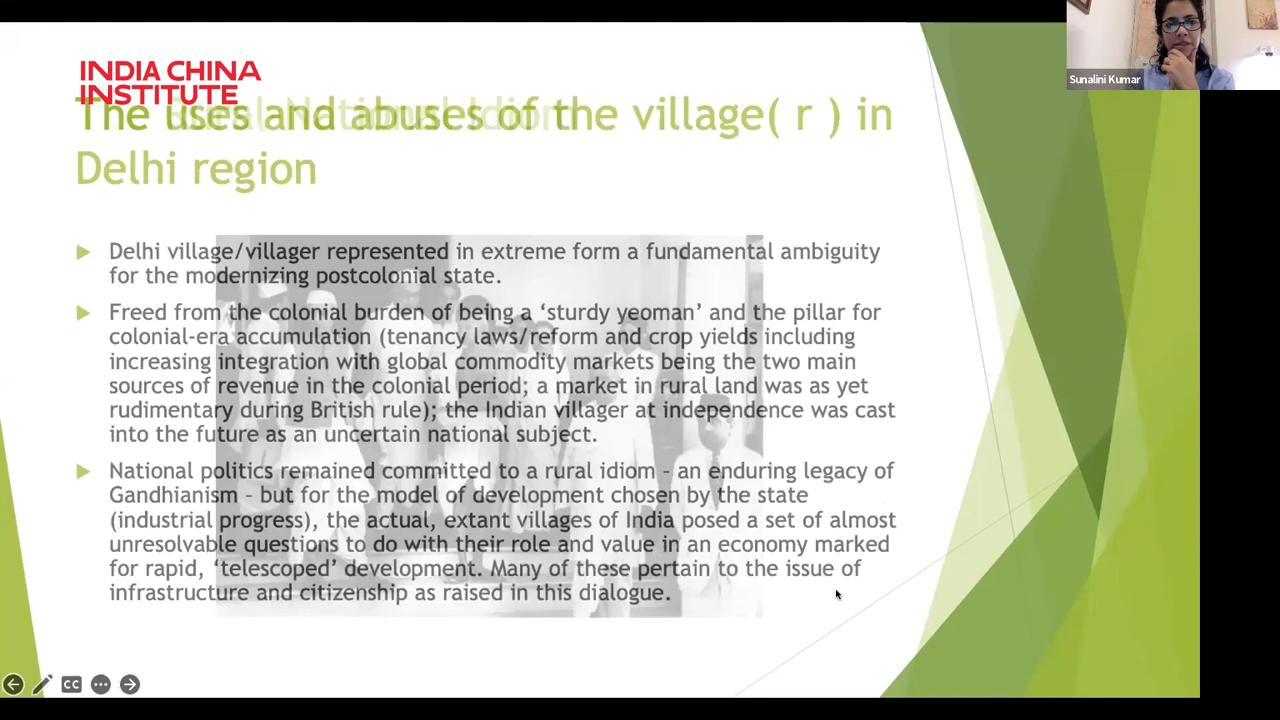 INDIA CHINA
INSTITUTE
The uses and abuses of the village( r ) in
Delhi region
Delhi village/villager represented in extreme form a fundamental ambiguity
for the modernizing postcolonial state.
Freed from the colonial burden of being a ‘sturdy yeoman’ and the pillar for
colonial-era accumulation (tenancy laws/reform and crop yields including
increasing integration with global commodity markets being the two main
sources of revenue in the colonial period; a market in rural land was as yet
rudimentary during British rule); the Indian villager at independence was cast
into the future as an uncertain national subject.
National politics remained committed to a rural idiom – an enduring legacy of
Gandhianism – but for the model of development chosen by the state
(industrial progress), the actual, extant villages of India posed a set of almost
unresolvable questions to do with their role and value in an economy marked
for rapid, ‘telescoped’ development. Many of these pertain to the issue of
infrastructure and citizenship as raised in this dialogue.
Sunalini Kumar
CC